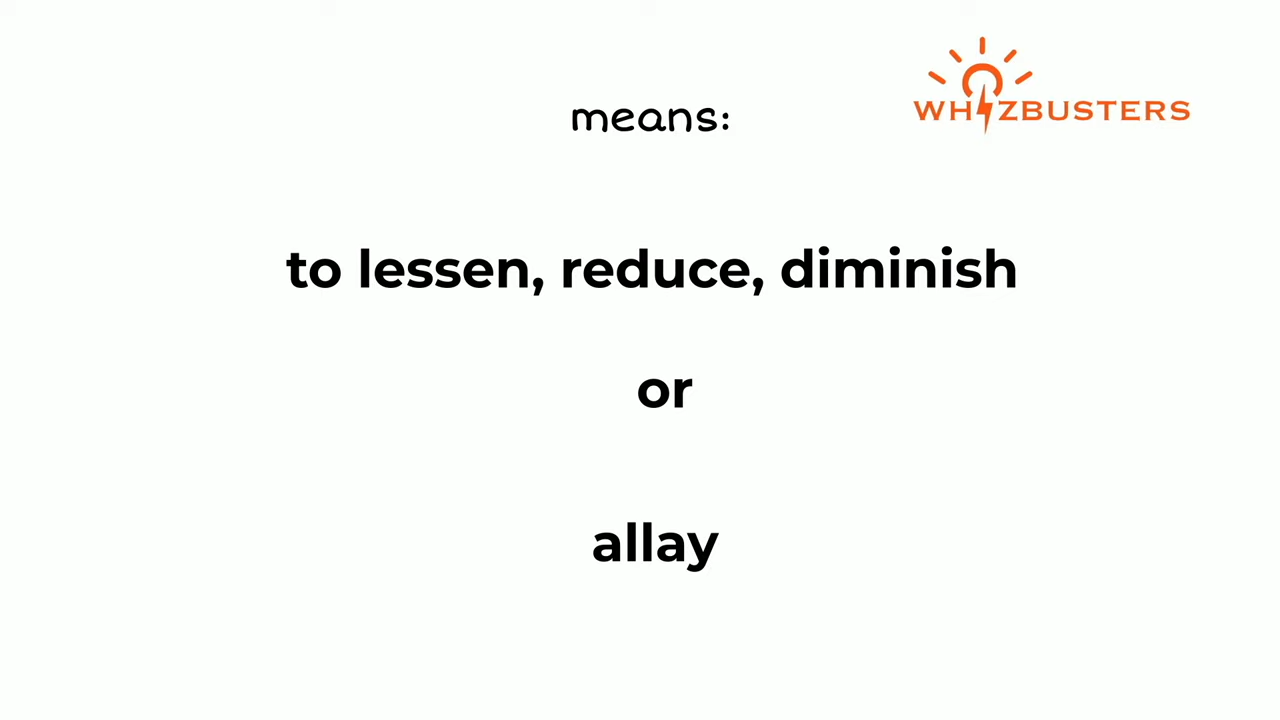 WHIZBUSTERS
means:
to lessen, reduce, diminish
or
allay